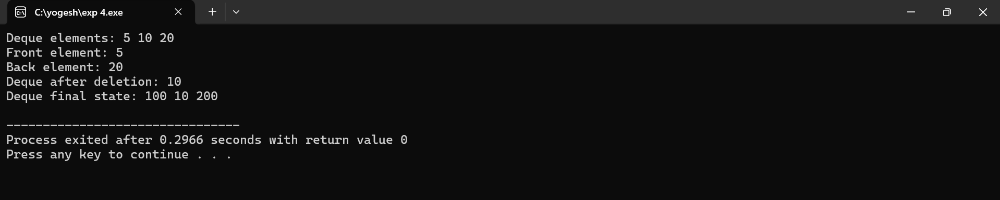 C:\yogesh\exp 4.exe
Deque elements: 5 10 20
Front element: 5
Back element: 20
Deque after deletion: 10
Deque final state: 100 10 200
--------------------------------
Process exited after 0.2966 seconds with return value 0
Press any key to continue . . .